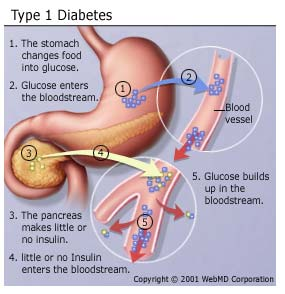 Type 1 Diabetes
1. The stomach
changes food
into glucose.
2. Glucose enters
the bloodstream.
1
2
Blood
vessel
3
4
5. Glucose builds
up in the
bloodstream.
5
3. The pancreas
makes little or
no insulin.
4. little or no Insulin
enters the bloodstream.
Copyright © 2001 WebMD Corporation